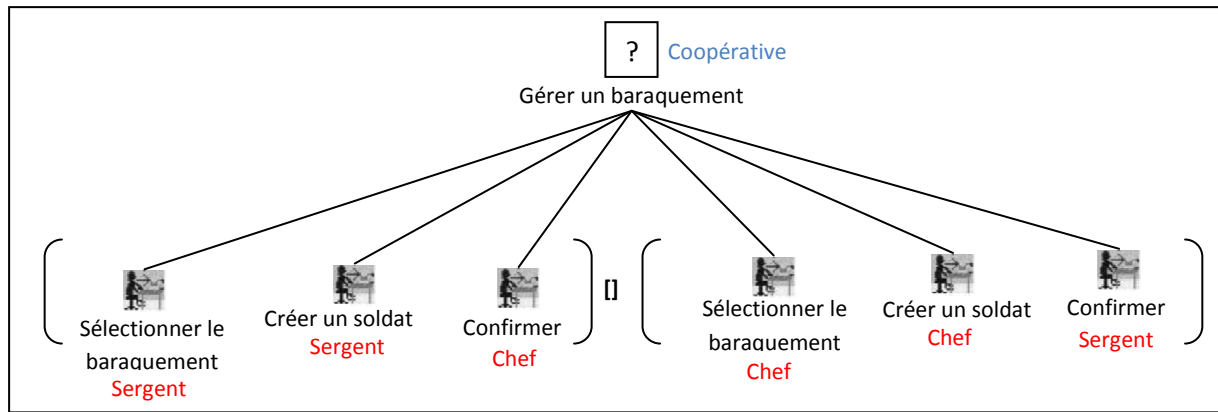 ? Coopérative
Gérer un baraquement
Sélectionner le
baraquement
Sergent
Créer un soldat
Sergent
Confirmer
Chef
[]
Sélectionner le
baraquement
Chef
Créer un soldat
Chef
Confirmer
Sergent